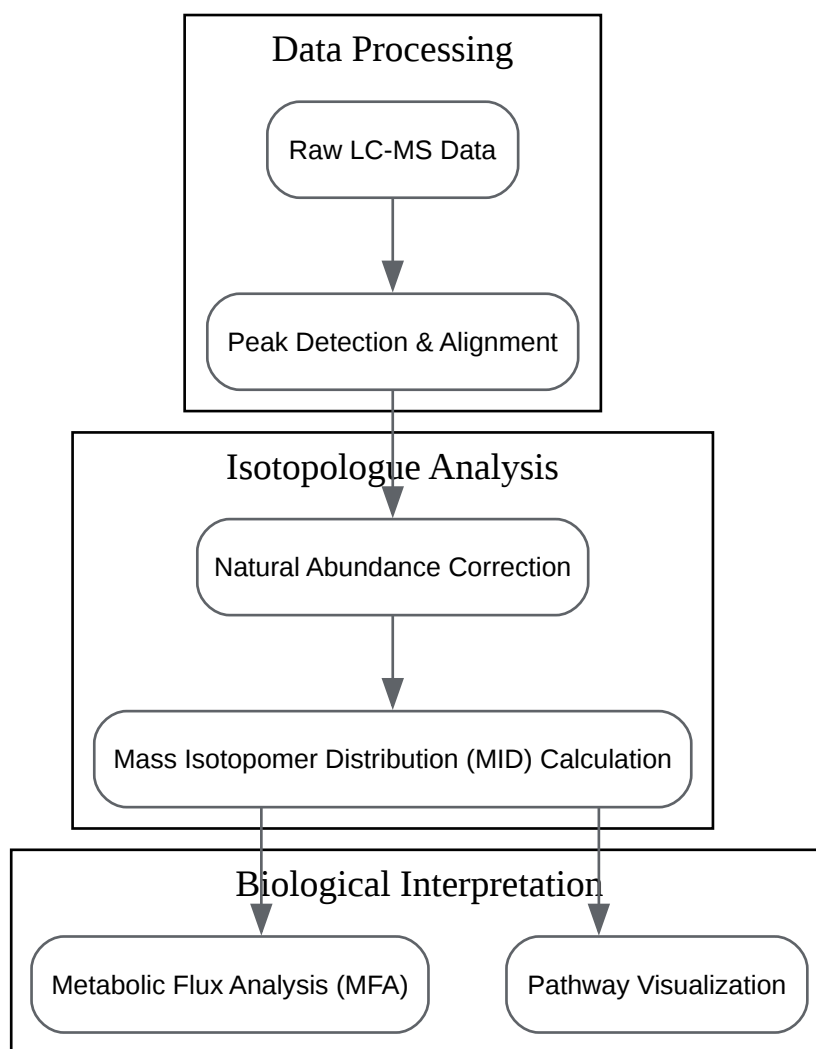 Data Processing
Raw LC-MS Data
Peak Detection & Alignment
Isotopologue Analysis
Natural Abundance Correction
Mass Isotopomer Distribution (MID) Calculation
Biological Interpretation
Metabolic Flux Analysis (MFA)
Pathway Visualization